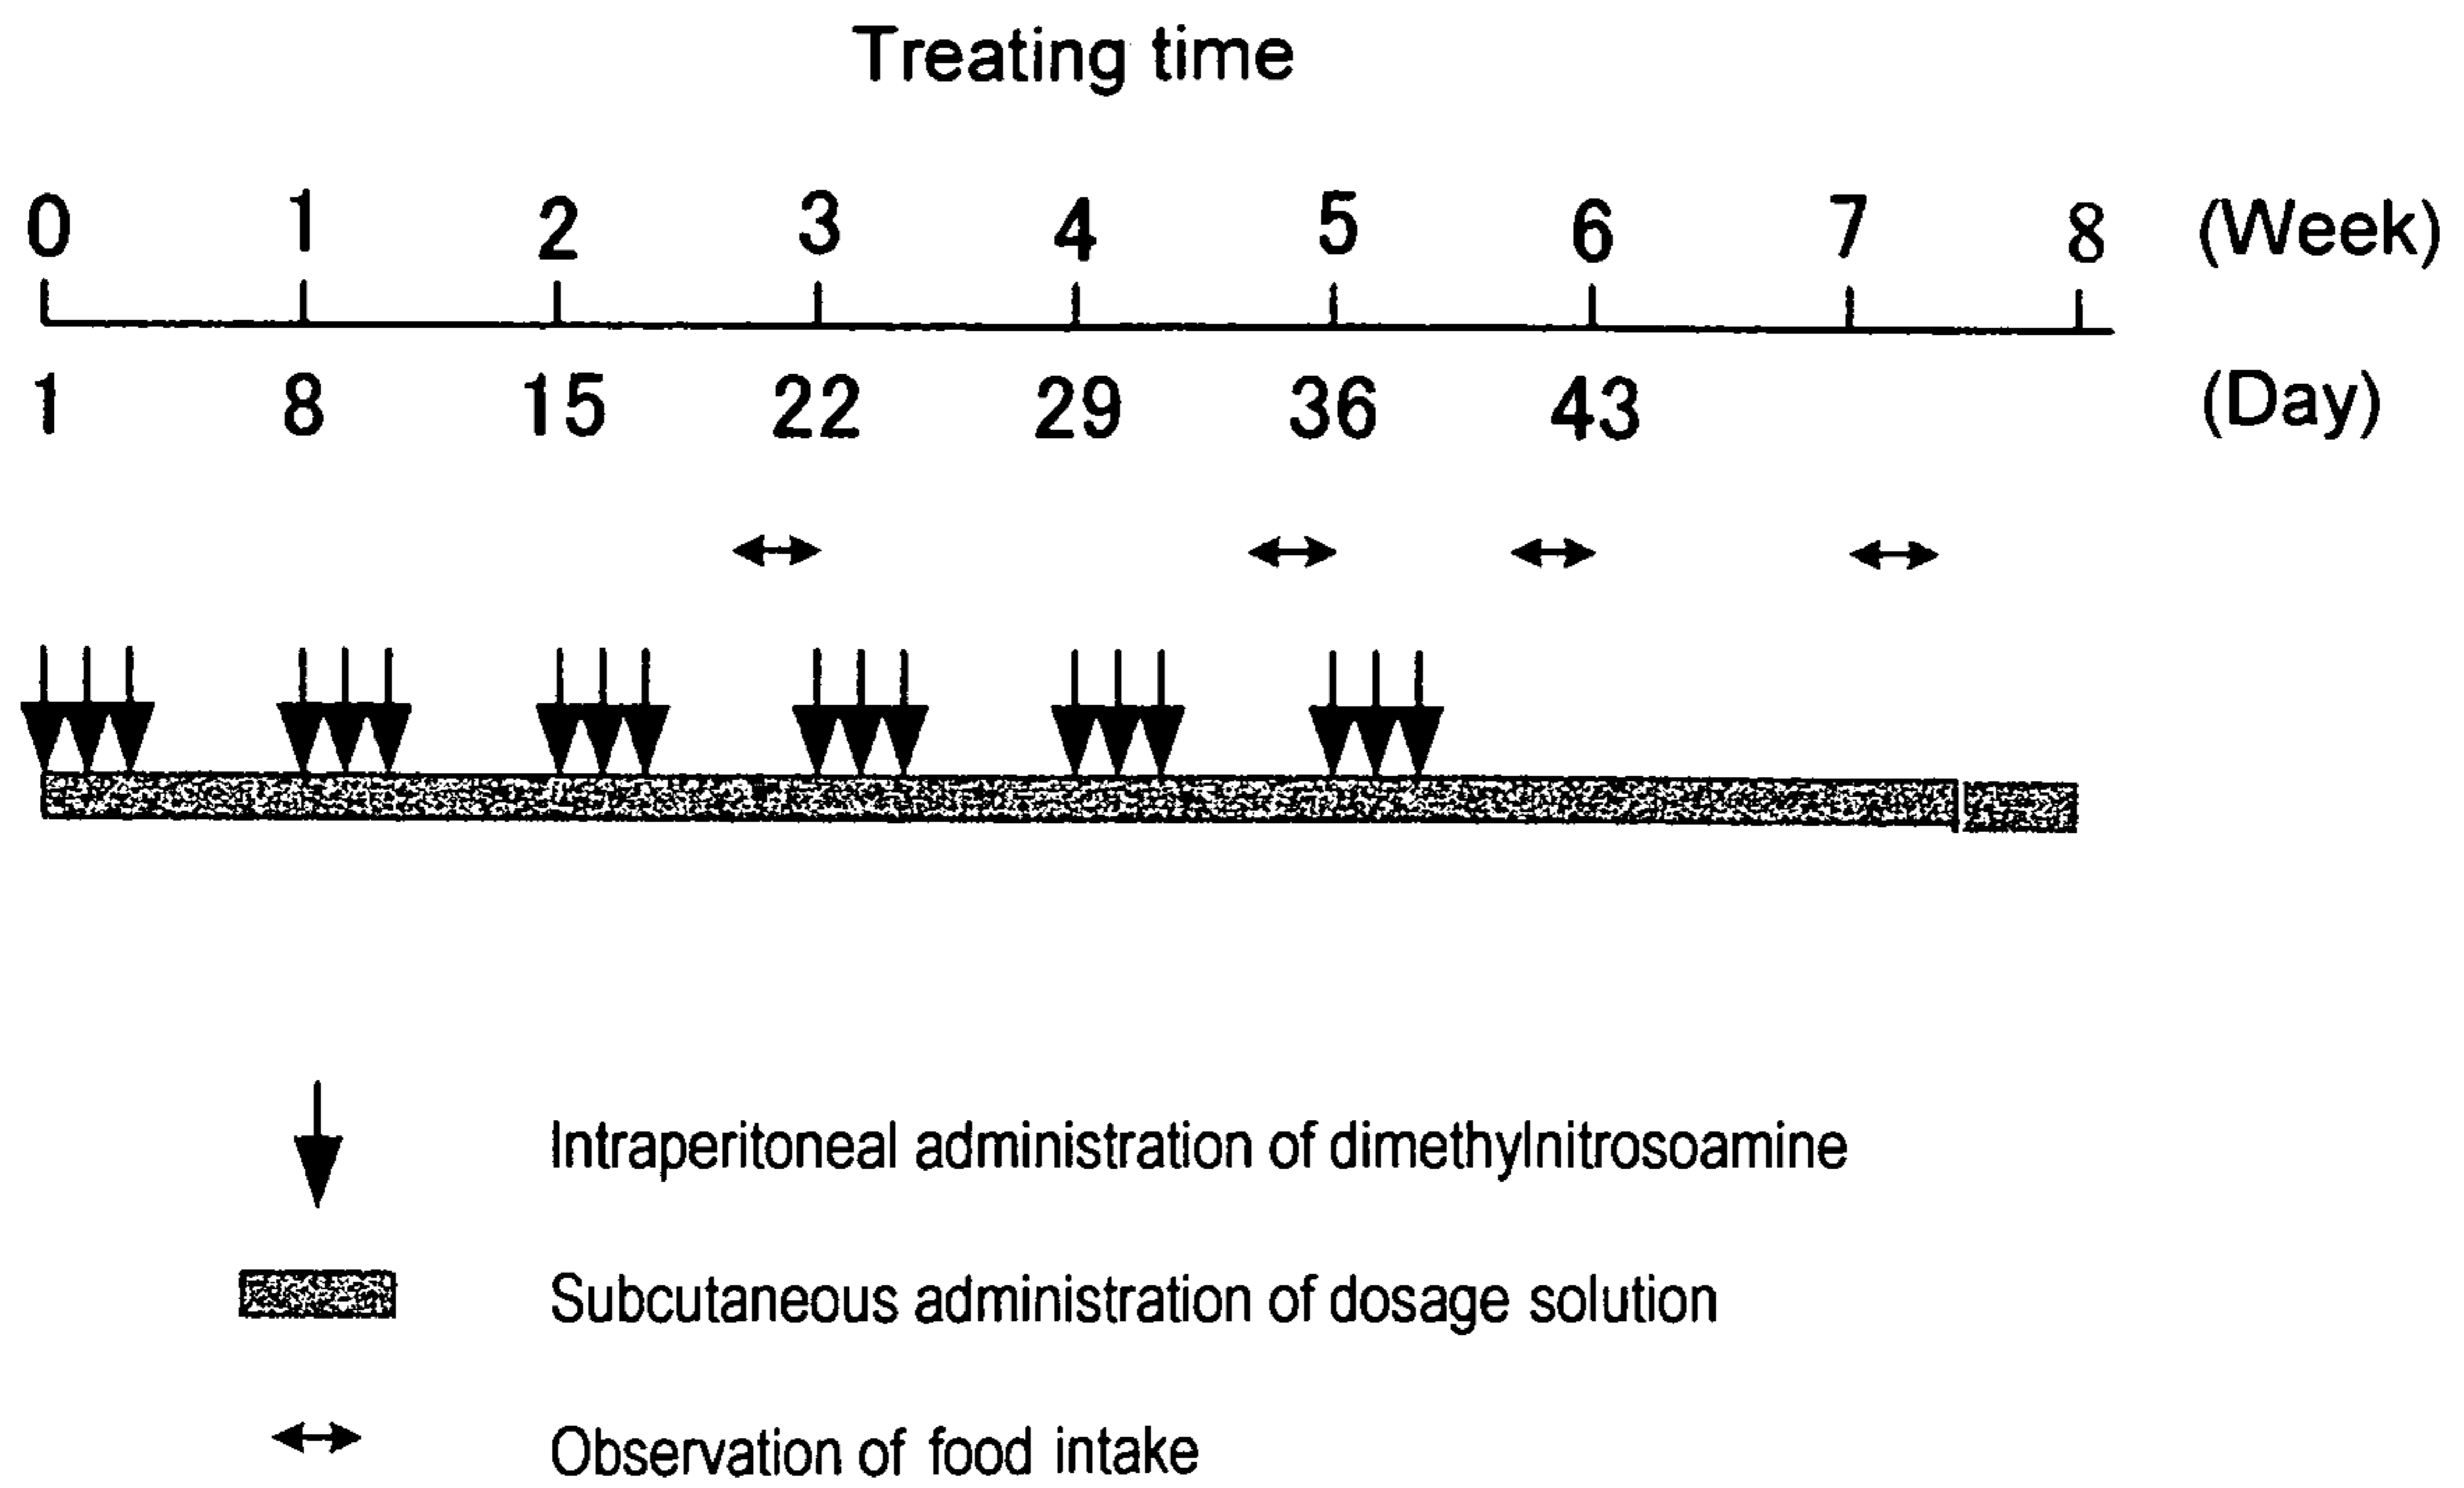 Treating time
0 1 2 3 4 5 6 7 8 (Week)
1 8 15 22 29 36 43 (Day)
Intraperitoneal administration of dimethylnitrosoamine
Subcutaneous administration of dosage solution
Observation of food intake